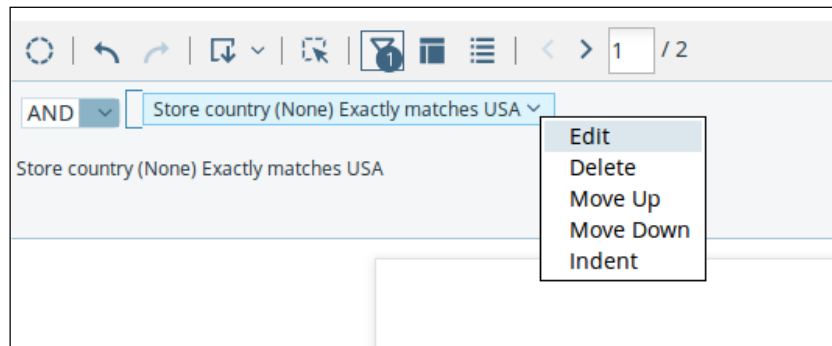 1 1 / 2
AND Store country (None) Exactly matches USA
Store country (None) Exactly matches USA
Edit
Delete
Move Up
Move Down
Indent